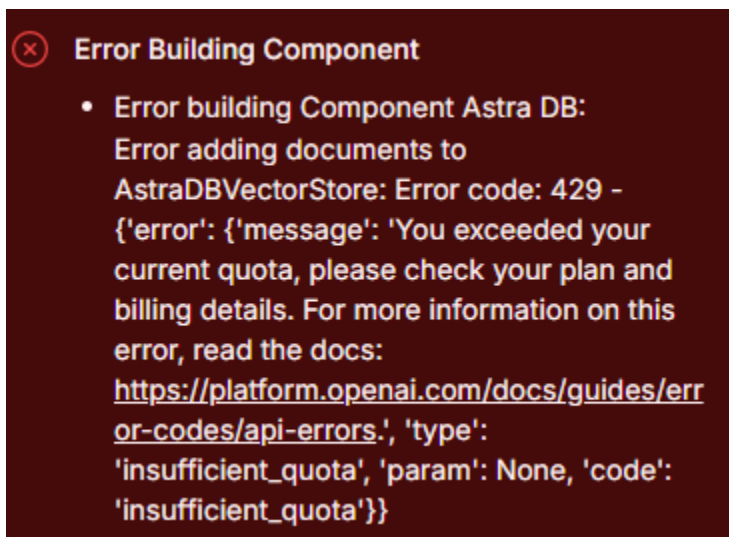 Error Building Component
• Error building Component Astra DB:
Error adding documents to
AstraDBVectorStore: Error code: 429 -
{'error': {'message': 'You exceeded your
current quota, please check your plan and
billing details. For more information on this
error, read the docs:
https://platform.openai.com/docs/guides/err
or-codes/api-errors.', 'type':
'insufficient_quota', 'param': None, 'code':
'insufficient_quota'}}